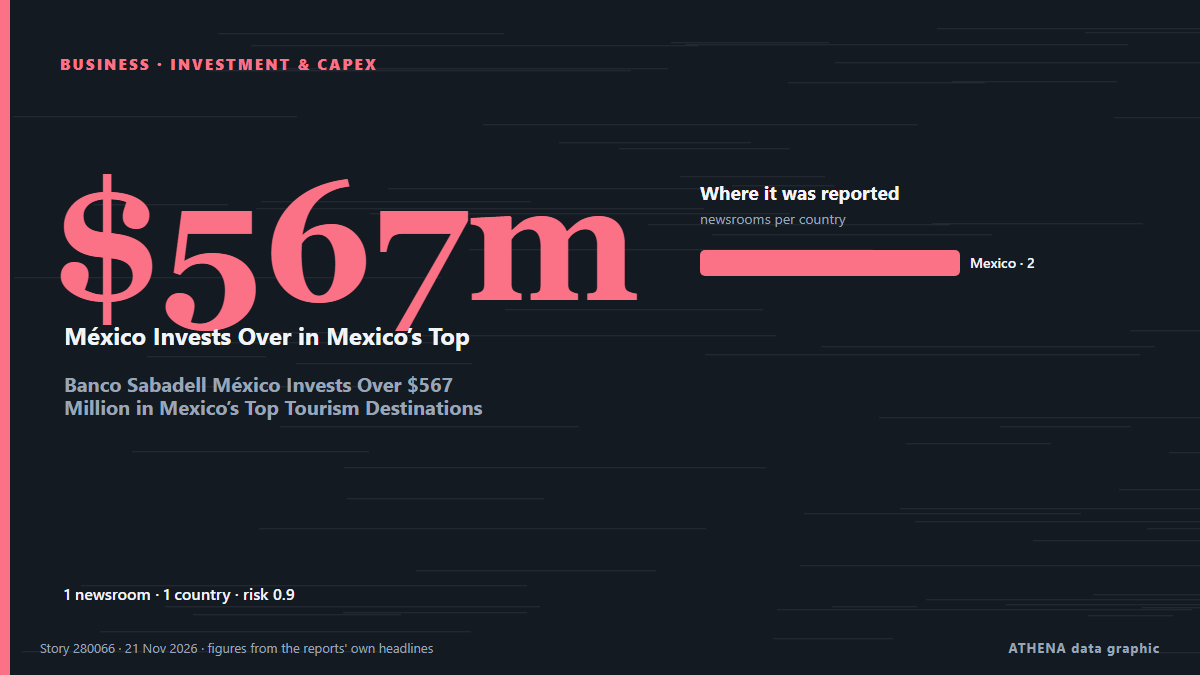 BUSINESS · INVESTMENT & CAPEX
$567m
México Invests Over in Mexico’s Top
Banco Sabadell México Invests Over $567
Million in Mexico’s Top Tourism Destinations
Where it was reported
newsrooms per country
Mexico · 2
1 newsroom · 1 country · risk 0.9
Story 280066 · 21 Nov 2026 · figures from the reports' own headlines
ATHENA data graphic